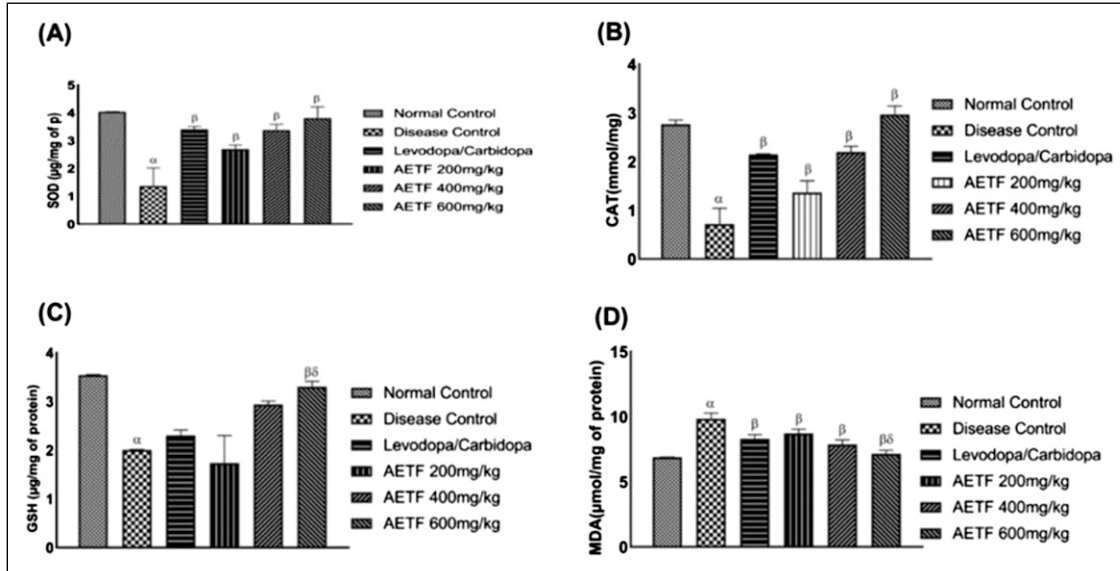 (A)
SOD (µg/mg of p)
5
4
3
2
1
0
α
β
β
β
β
Normal Control
Disease Control
Levodopa/Carbidopa
AETF 200mg/kg
AETF 400mg/kg
AETF 600mg/kg
(B)
CAT(mmol/mg)
4
3
2
1
0
α
β
β
β
β
Normal Control
Disease Control
Levodopa/Carbidopa
AETF 200mg/kg
AETF 400mg/kg
AETF 600mg/kg
(C)
GSH (µg/mg of protein)
4
3
2
1
0
α
βδ
Normal Control
Disease Control
Levodopa/Carbidopa
AETF 200mg/kg
AETF 400mg/kg
AETF 600mg/kg
(D)
MDA(µmol/mg of protein)
15
10
5
0
α
β
β
β
βδ
Normal Control
Disease Control
Levodopa/Carbidopa
AETF 200mg/kg
AETF 400mg/kg
AETF 600mg/kg